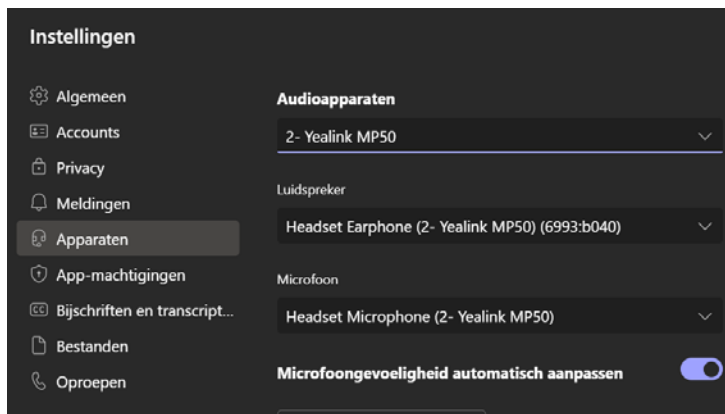 Instellingen
Algemeen
Accounts
Privacy
Meldingen
Apparaten
App-machtigingen
Bijschriften en transcript...
Bestanden
Oproepen
Audioapparaten
2- Yealink MP50
Luidspreker
Headset Earphone (2- Yealink MP50) (6993:b040)
Microfoon
Headset Microphone (2- Yealink MP50)
Microfoongevoeligheid automatisch aanpassen